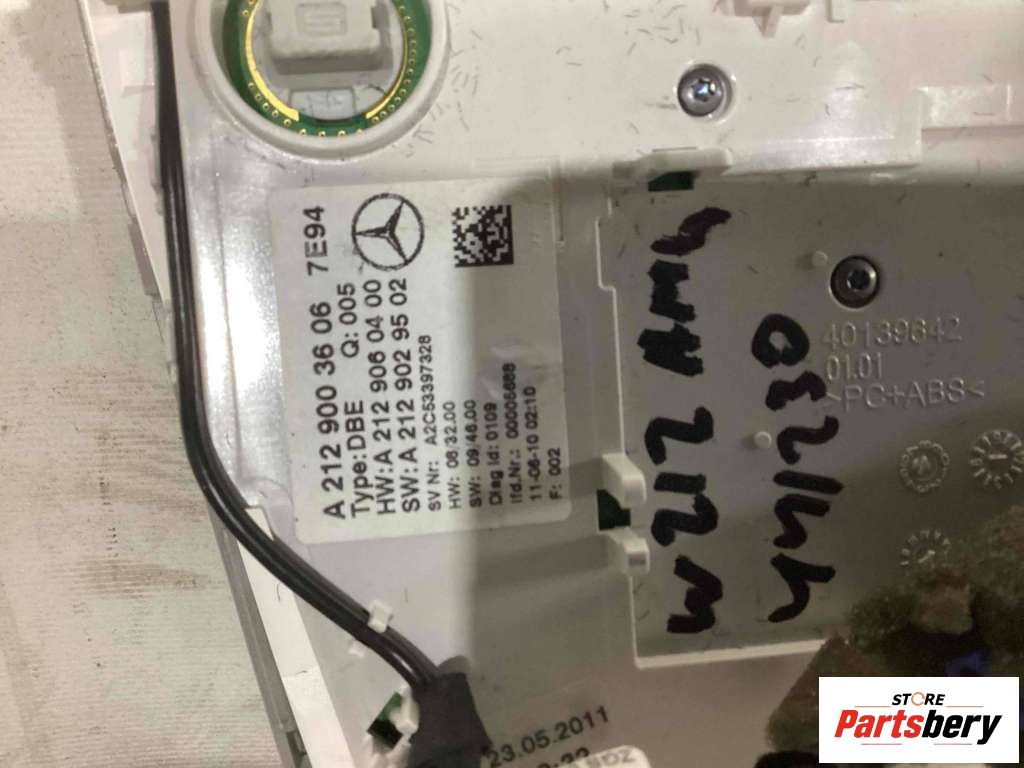 A 212 900 36 06 7E94
Type:DBE Q: 005
HW:A 212 906 04 00
SW:A 212 902 95 02
SV Nr: A2C53397328
HW: 08/32.00
SW: 09/46.00
Diag Id: 0109
lfd.Nr.: 00005688
11-06-10 02:10
F: 002
W212 AMG
40139642
01.01
>PC+ABS<
23.05.2011
STORE
Partsbery